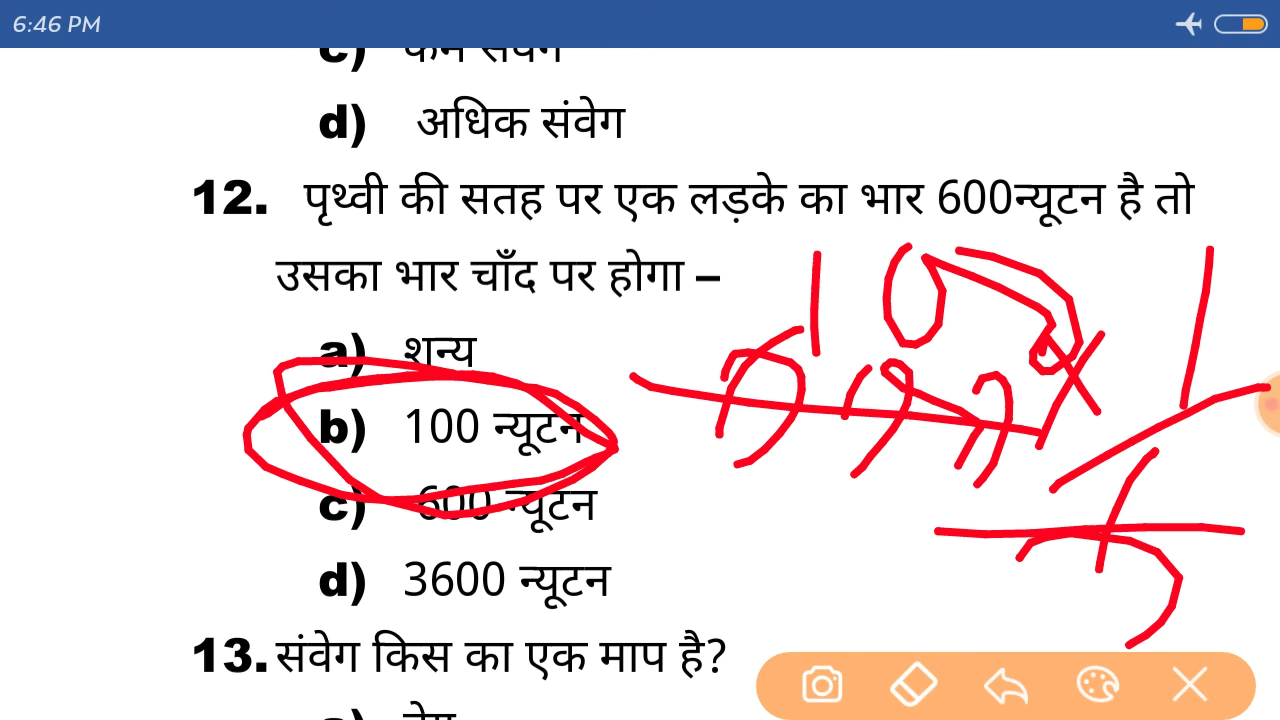 6:46 PM
c) कम संवेग
d) अधिक संवेग
12. पृथ्वी की सतह पर एक लड़के का भार 600न्यूटन है तो
उसका भार चाँद पर होगा –
a) शून्य
b) 100 न्यूटन
c) 600 न्यूटन
d) 3600 न्यूटन
13. संवेग किस का एक माप है?